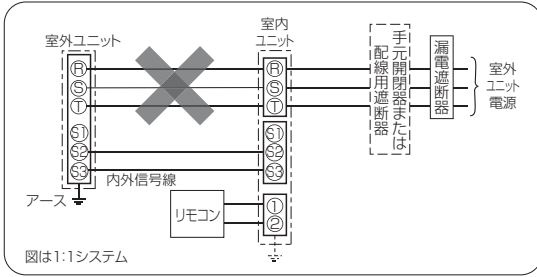 室外ユニット
Ⓡ
Ⓢ
Ⓣ
S1
S2
S3
アース
内外信号線
室内
ユニット
Ⓡ
Ⓢ
Ⓣ
S1
S2
S3
リモコン
①
②
手元開閉器または
配線用遮断器
漏電遮断器
室外
ユニット
電源
図は1:1システム